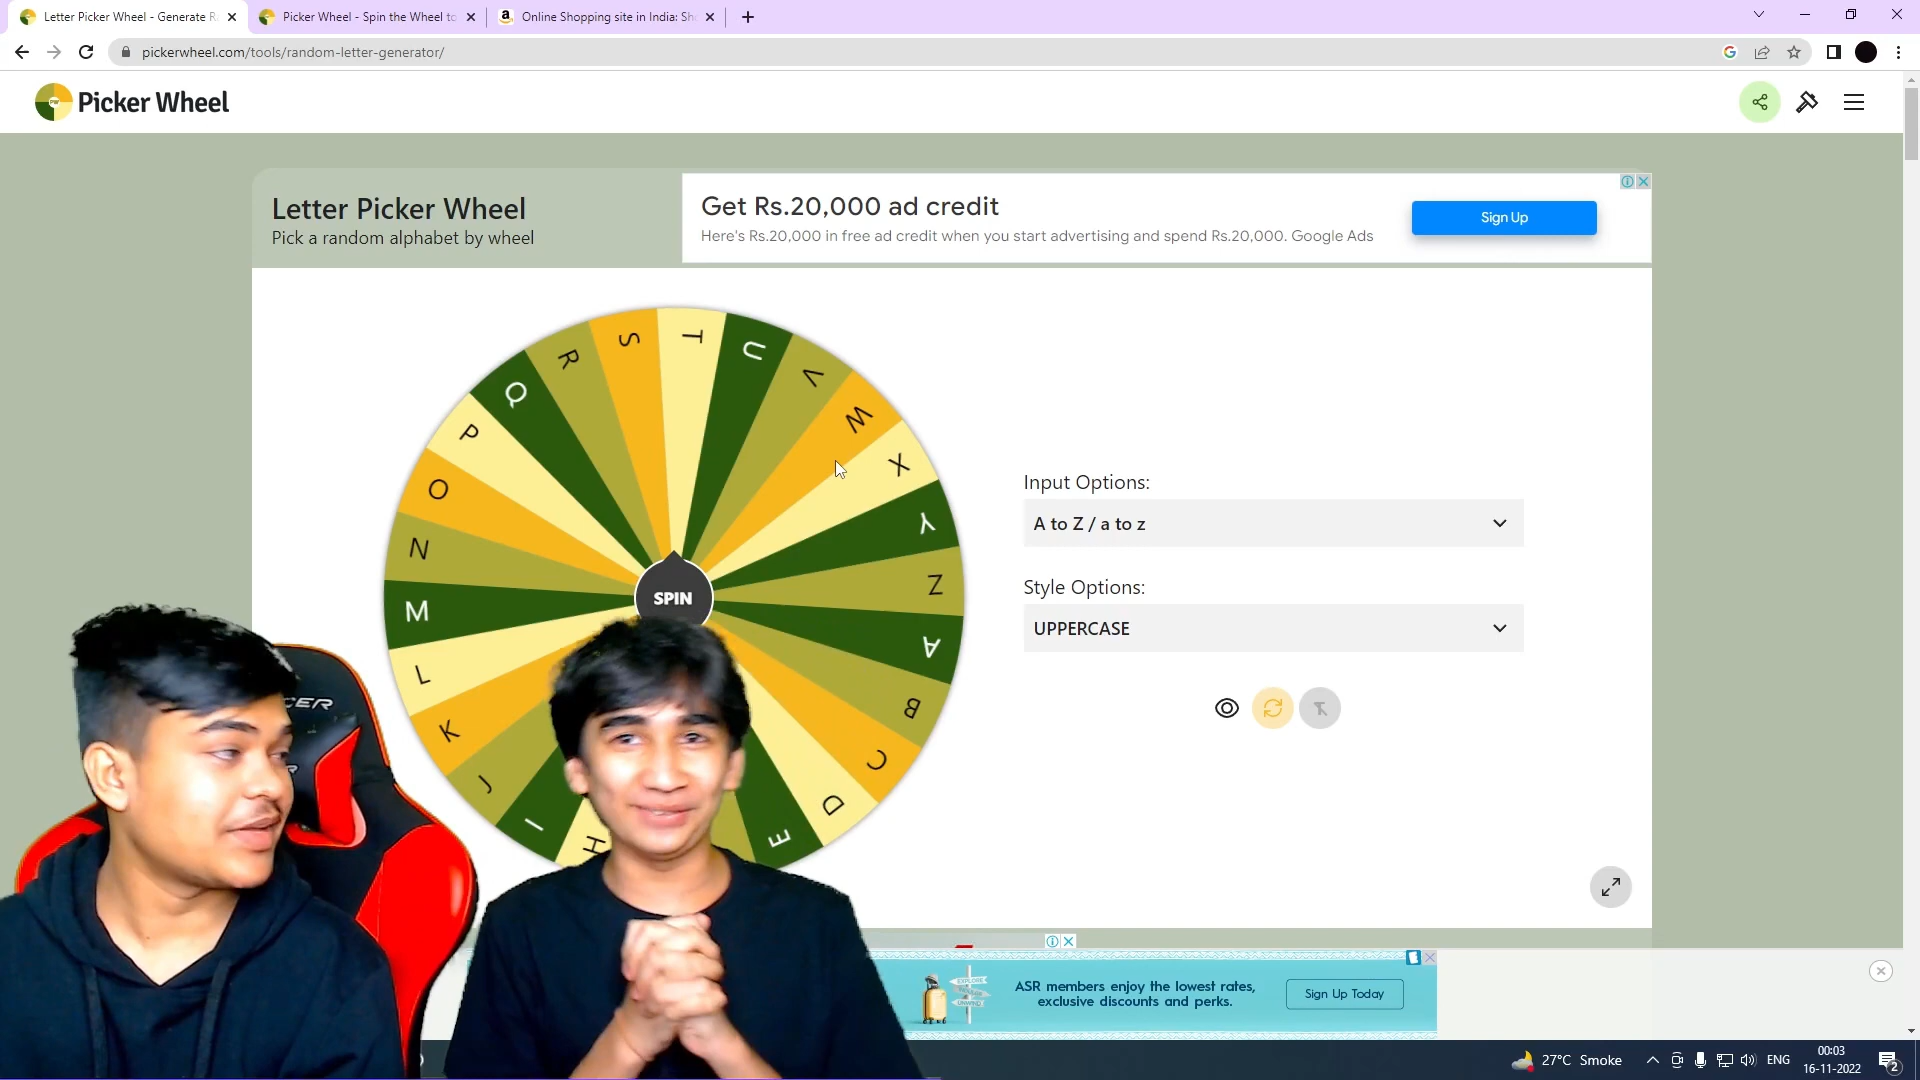 Letter Picker Wheel - Generate R
Picker Wheel - Spin the Wheel to
Online Shopping site in India: Sh
pickerwheel.com/tools/random-letter-generator/
Picker Wheel
Letter Picker Wheel
Pick a random alphabet by wheel
Get Rs.20,000 ad credit
Here's Rs.20,000 in free ad credit when you start advertising and spend Rs.20,000. Google Ads
Sign Up
S
T
U
R
V
Q
W
P
X
O
Y
N
Z
M
A
L
B
K
C
J
D
I
E
H
SPIN
Input Options:
A to Z / a to z
Style Options:
UPPERCASE
ASR members enjoy the lowest rates,
exclusive discounts and perks.
Sign Up Today
27°C Smoke
ENG
00:03
16-11-2022
2